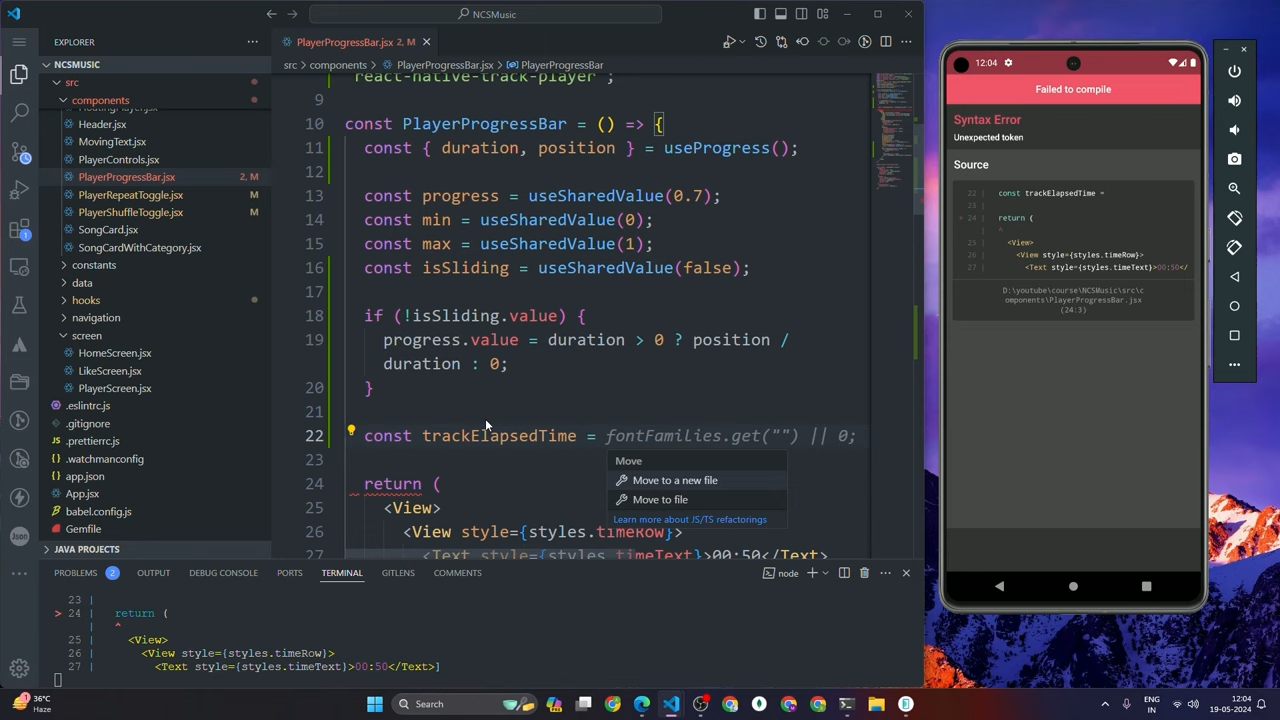 NCSMusic
EXPLORER
NCSMUSIC
src
components
Header.jsx
MovingText.jsx
PlayerControls.jsx
PlayerProgressBar.jsx 2, M
PlayerRepeatToggle.jsx M
PlayerShuffleToggle.jsx M
SongCard.jsx
SongCardWithCategory.jsx
constants
data
hooks
navigation
screen
HomeScreen.jsx
LikeScreen.jsx
PlayerScreen.jsx
.eslintrc.js
.gitignore
.prettierrc.js
.watchmanconfig
app.json
App.jsx
babel.config.js
Gemfile
JAVA PROJECTS
1
Json
PlayerProgressBar.jsx 2, M
src > components > PlayerProgressBar.jsx > PlayerProgressBar
react-native-track-player";
9
10 const PlayerProgressBar = () => {
11 const { duration, position = useProgress();
12
13 const progress = useSharedValue(0.7);
14 const min = useSharedValue(0);
15 const max = useSharedValue(1);
16 const isSliding = useSharedValue(false);
17
18 if (!isSliding.value) {
19 progress.value = duration > 0 ? position /
duration : 0;
20 }
21
22 const trackElapsedTime = fontFamilies.get("") || 0;
23
Move
Move to a new file
Move to file
Learn more about JS/TS refactorings
24 return (
25 <View>
26 <View style={styles.timeRow}>
27 <Text style={styles.timeText}>00:50</Text>
PROBLEMS 2 OUTPUT DEBUG CONSOLE PORTS TERMINAL GITLENS COMMENTS
node
23 |
> 24 | return (
| ^
25 | <View>
26 | <View style={styles.timeRow}>
27 | <Text style={styles.timeText}>00:50</Text>]
12:04
Failed to compile
Syntax Error
Unexpected token
Source
22 | const trackElapsedTime =
23 |
> 24 | return (
| ^
25 | <View>
26 | <View style={styles.timeRow}>
27 | <Text style={styles.timeText}>00:50</
D:\youtube\course\NCSMusic\src\c
omponents\PlayerProgressBar.jsx
(24:3)
1
36°C
Haze
Search
ENG
IN
12:04
19-05-2024